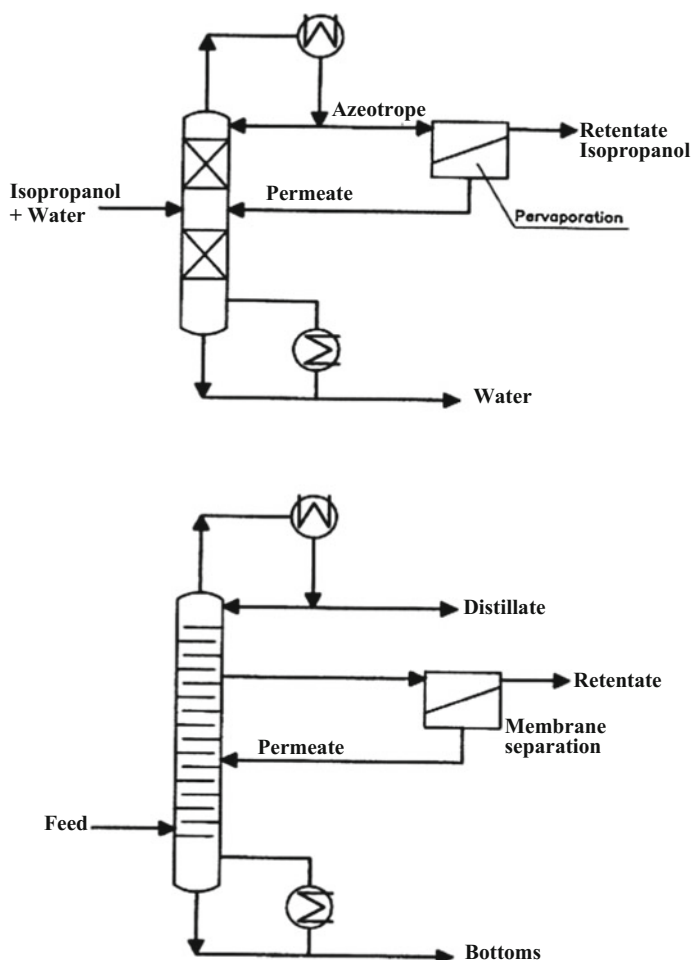 Azeotrope
Retentate
Isopropanol
Isopropanol
+ Water
Permeate
Pervaporation
Water
Distillate
Retentate
Permeate
Membrane
separation
Feed
Bottoms